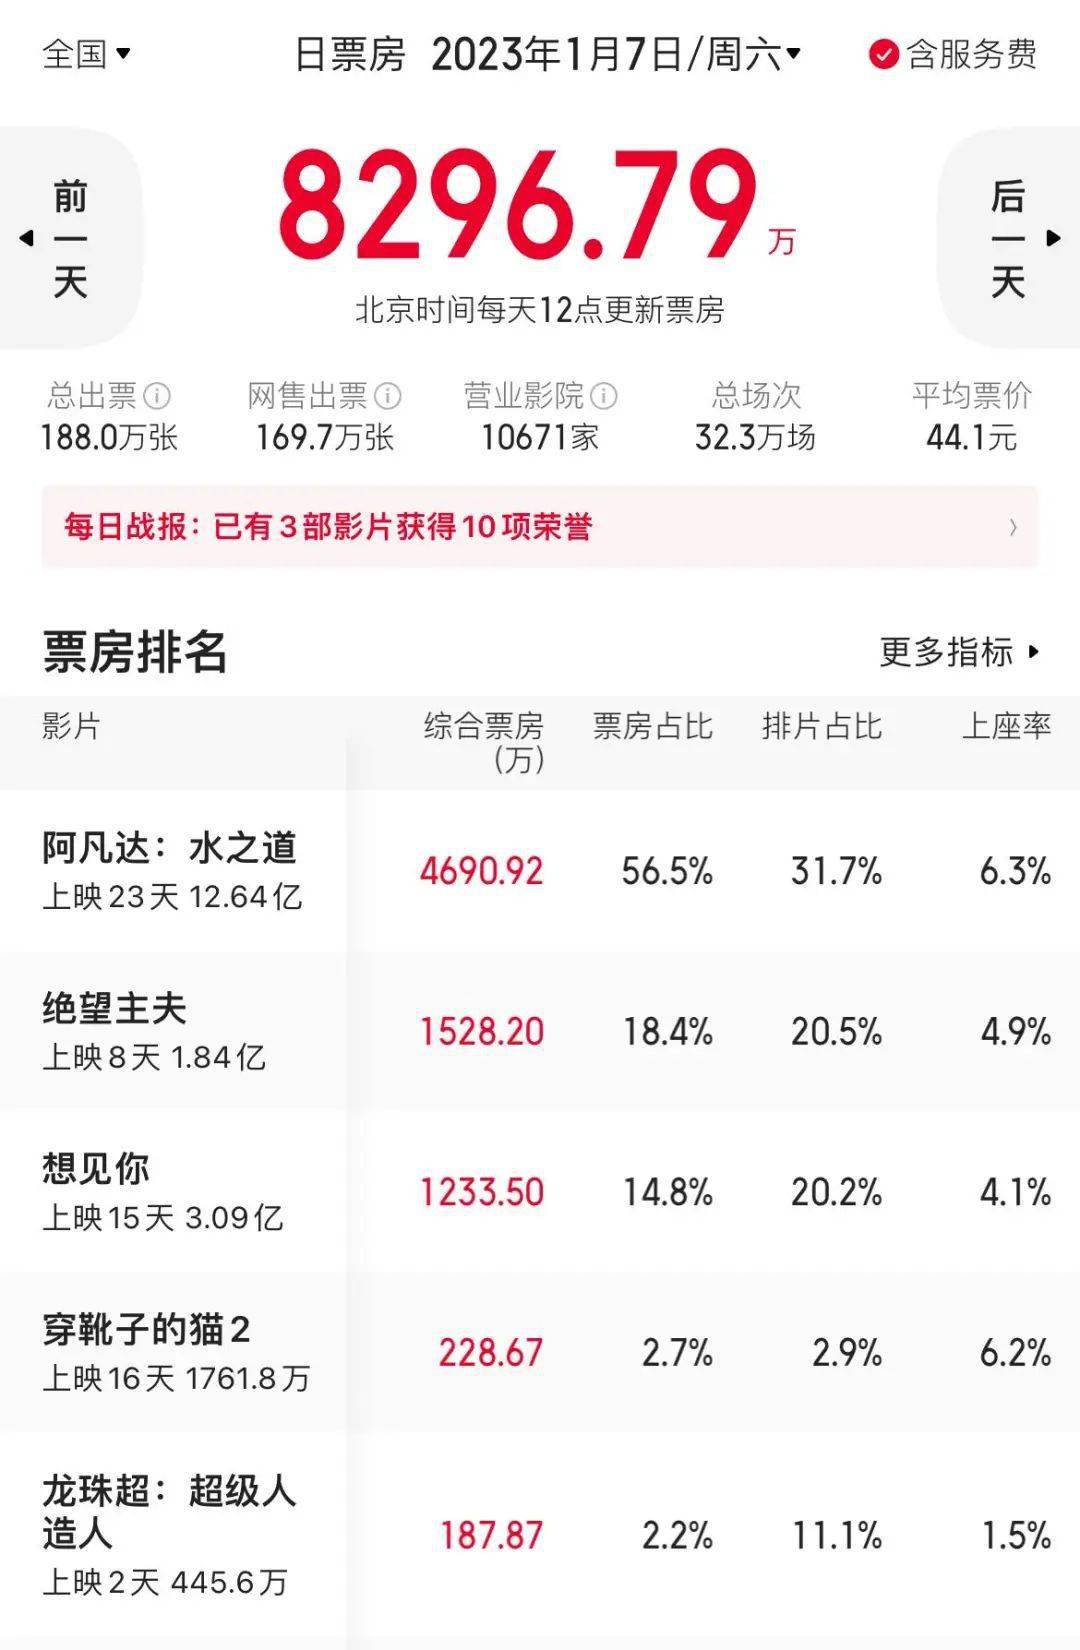 全国
日票房 2023年1月7日/周六
含服务费
前一天
8296.79万
后一天
北京时间每天12点更新票房
总出票 网售出票 营业影院 总场次 平均票价
188.0万张 169.7万张 10671家 32.3万场 44.1元
每日战报：已有3部影片获得10项荣誉
票房排名 更多指标
影片 综合票房 票房占比 排片占比 上座率
(万)
阿凡达：水之道
上映23天 12.64亿
4690.92 56.5% 31.7% 6.3%
绝望主夫
上映8天 1.84亿
1528.20 18.4% 20.5% 4.9%
想见你
上映15天 3.09亿
1233.50 14.8% 20.2% 4.1%
穿靴子的猫2
上映16天 1761.8万
228.67 2.7% 2.9% 6.2%
龙珠超：超级人
造人
上映2天 445.6万
187.87 2.2% 11.1% 1.5%